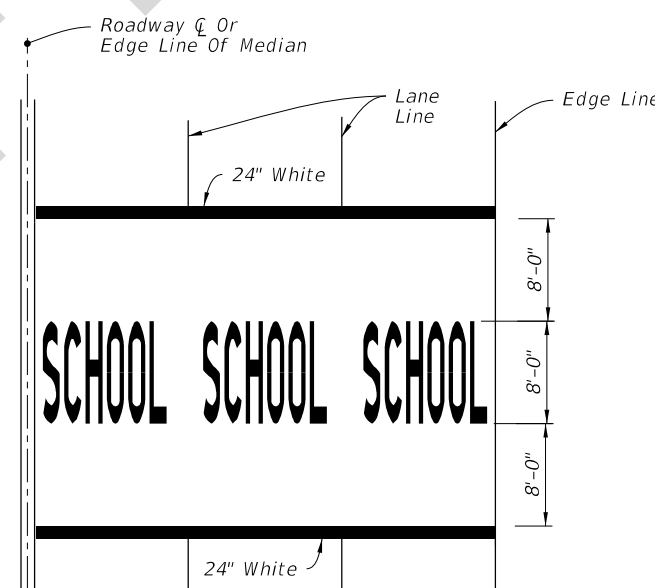 Roadway ℄ Or
Edge Line Of Median
Lane
Line
Edge Line
24" White
8'-0"
SCHOOL SCHOOL SCHOOL
8'-0"
8'-0"
24" White